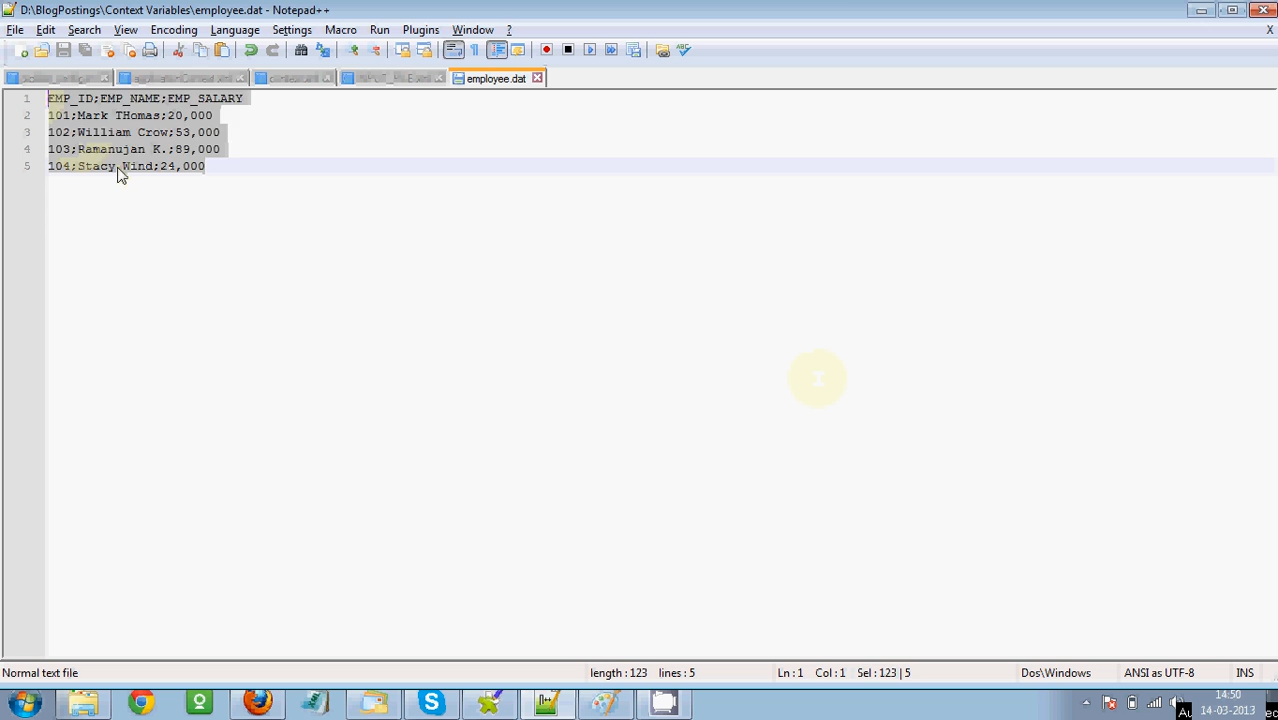 D:\BlogPostings\Context Variables\employee.dat - Notepad++
File Edit Search View Encoding Language Settings Macro Run Plugins Window ? X
employee.dat
1 EMP_ID;EMP_NAME;EMP_SALARY
2 101;Mark THomas;20,000
3 102;William Crow;53,000
4 103;Ramanujan K.;89,000
5 104;Stacy Wind;24,000
Normal text file length : 123 lines : 5 Ln : 1 Col : 1 Sel : 123 | 5 Dos\Windows ANSI as UTF-8 INS
14:50
14-03-2013